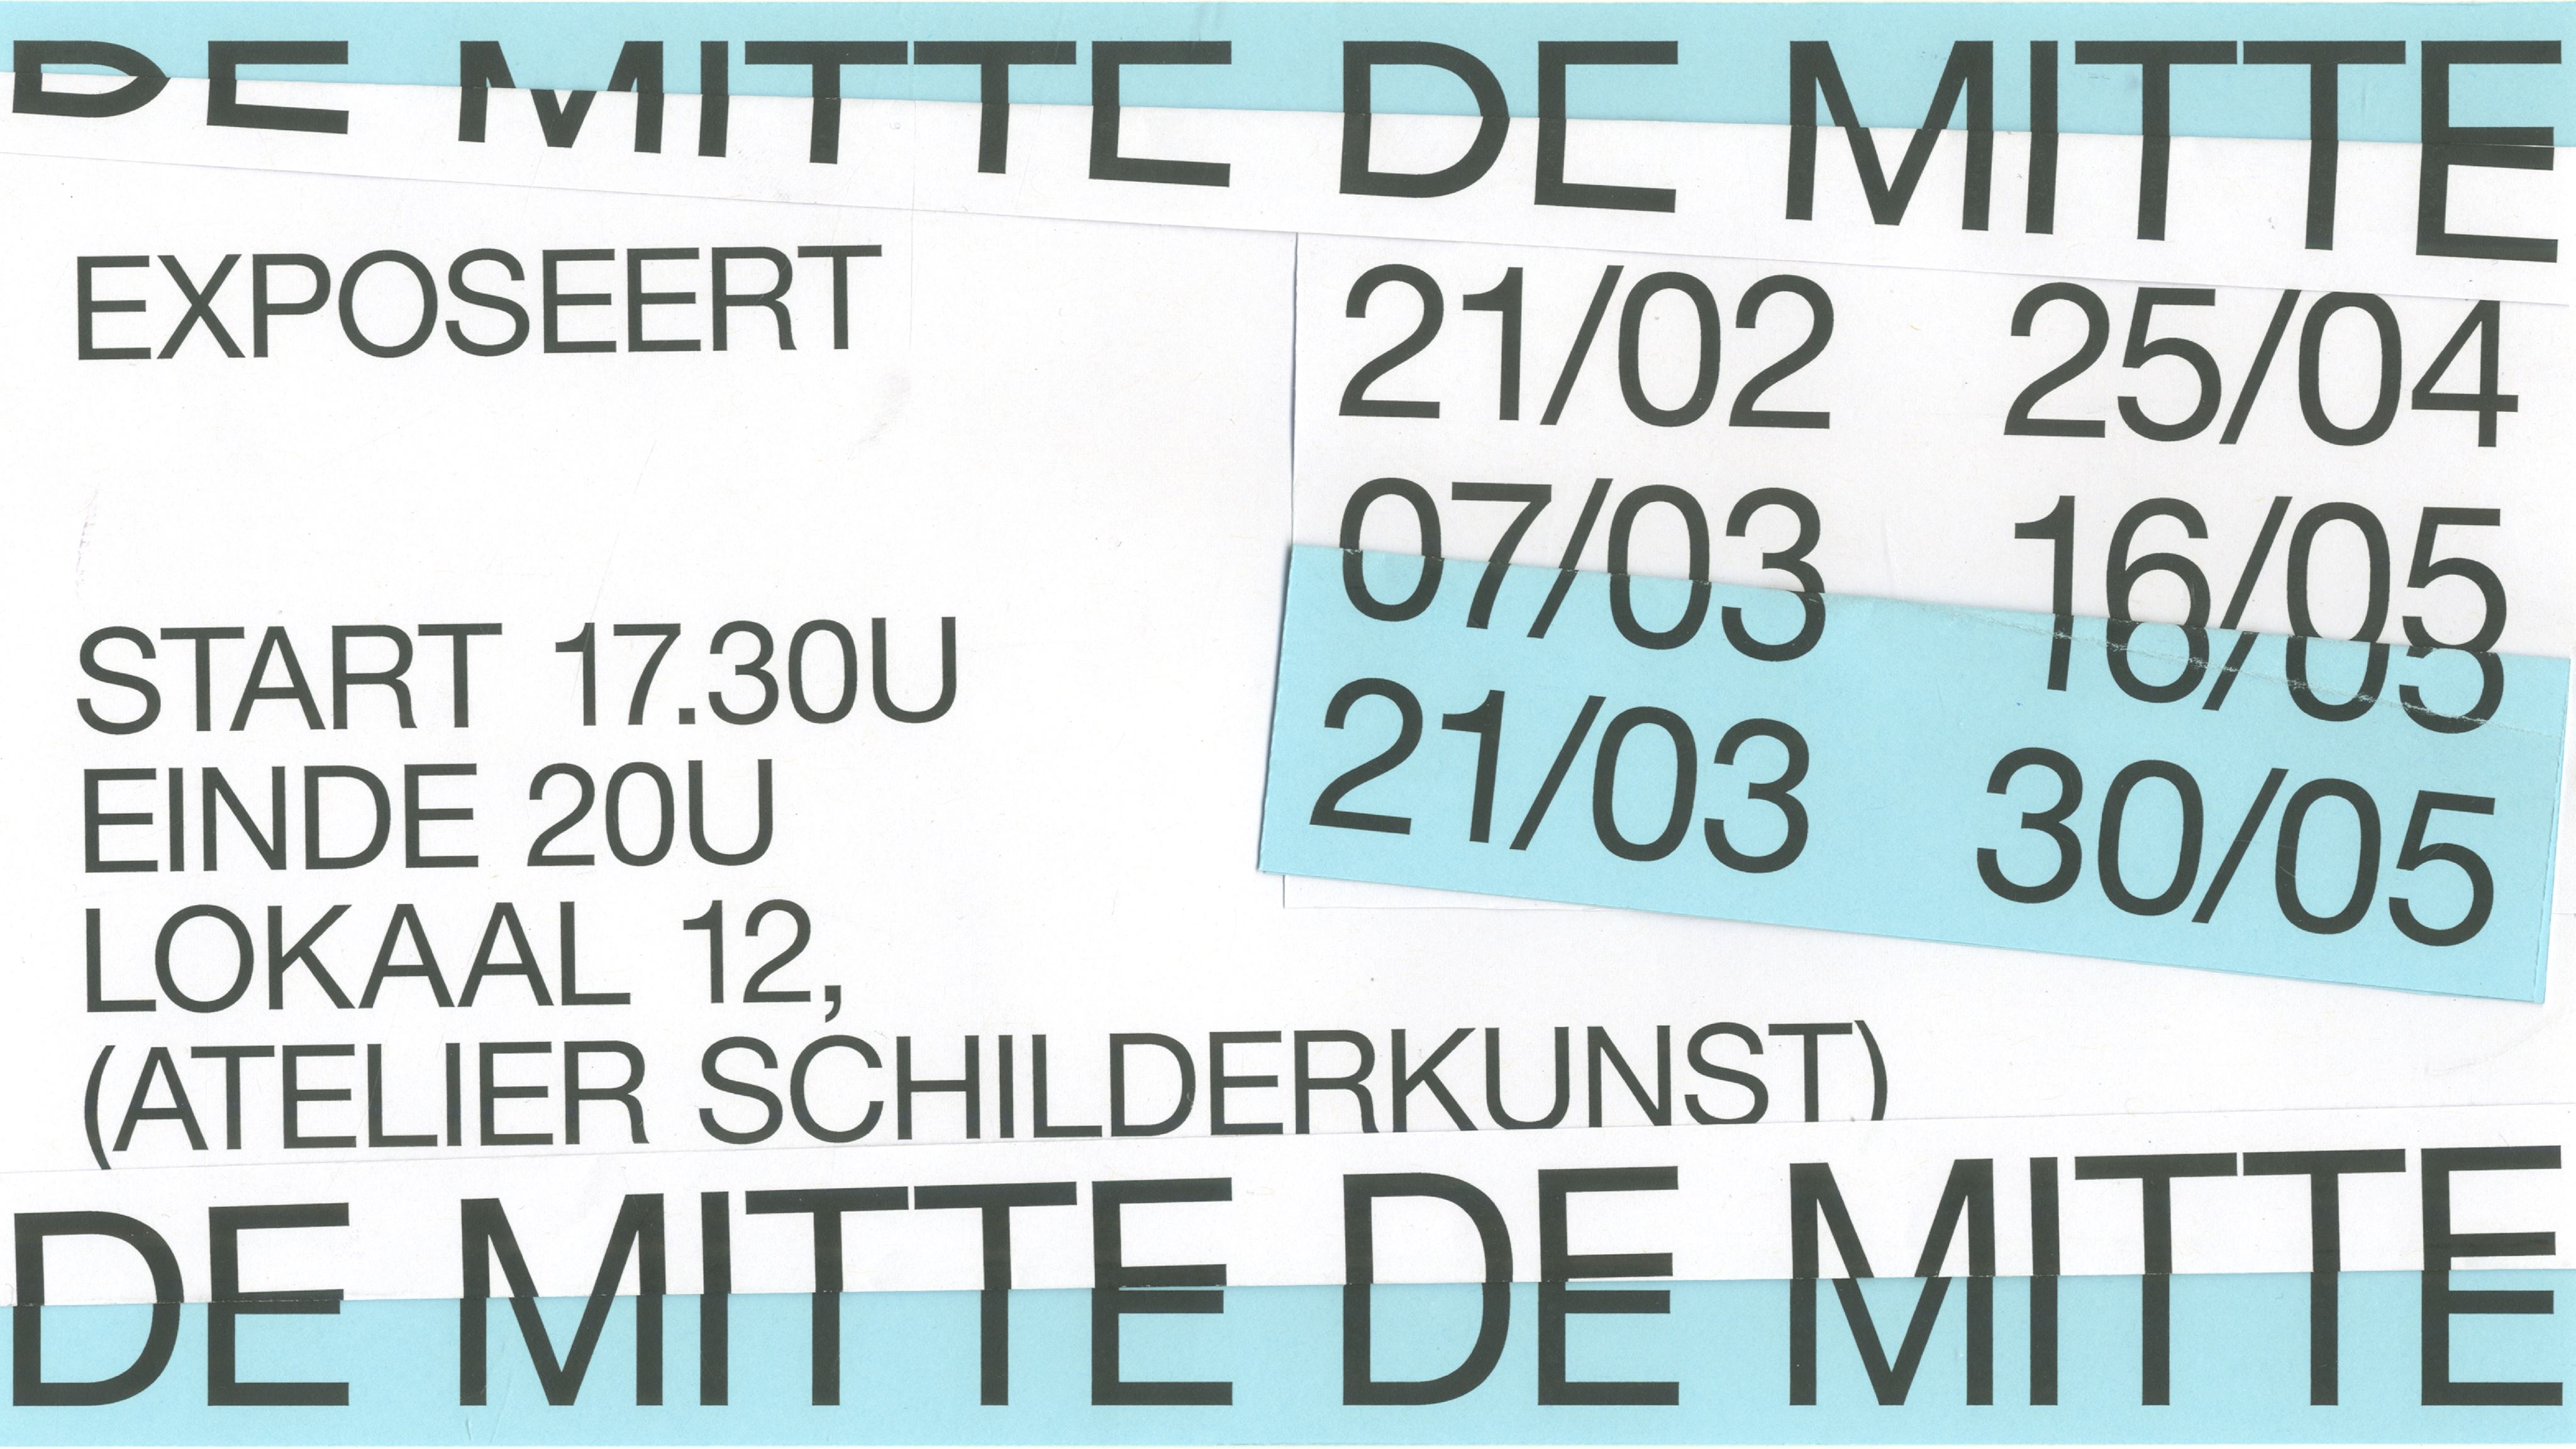 DE MITTE DE MITTE
EXPOSEERT
21/02 25/04
07/03 16/05
21/03 30/05
START 17.30U
EINDE 20U
LOKAAL 12,
(ATELIER SCHILDERKUNST)
DE MITTE DE MITTE